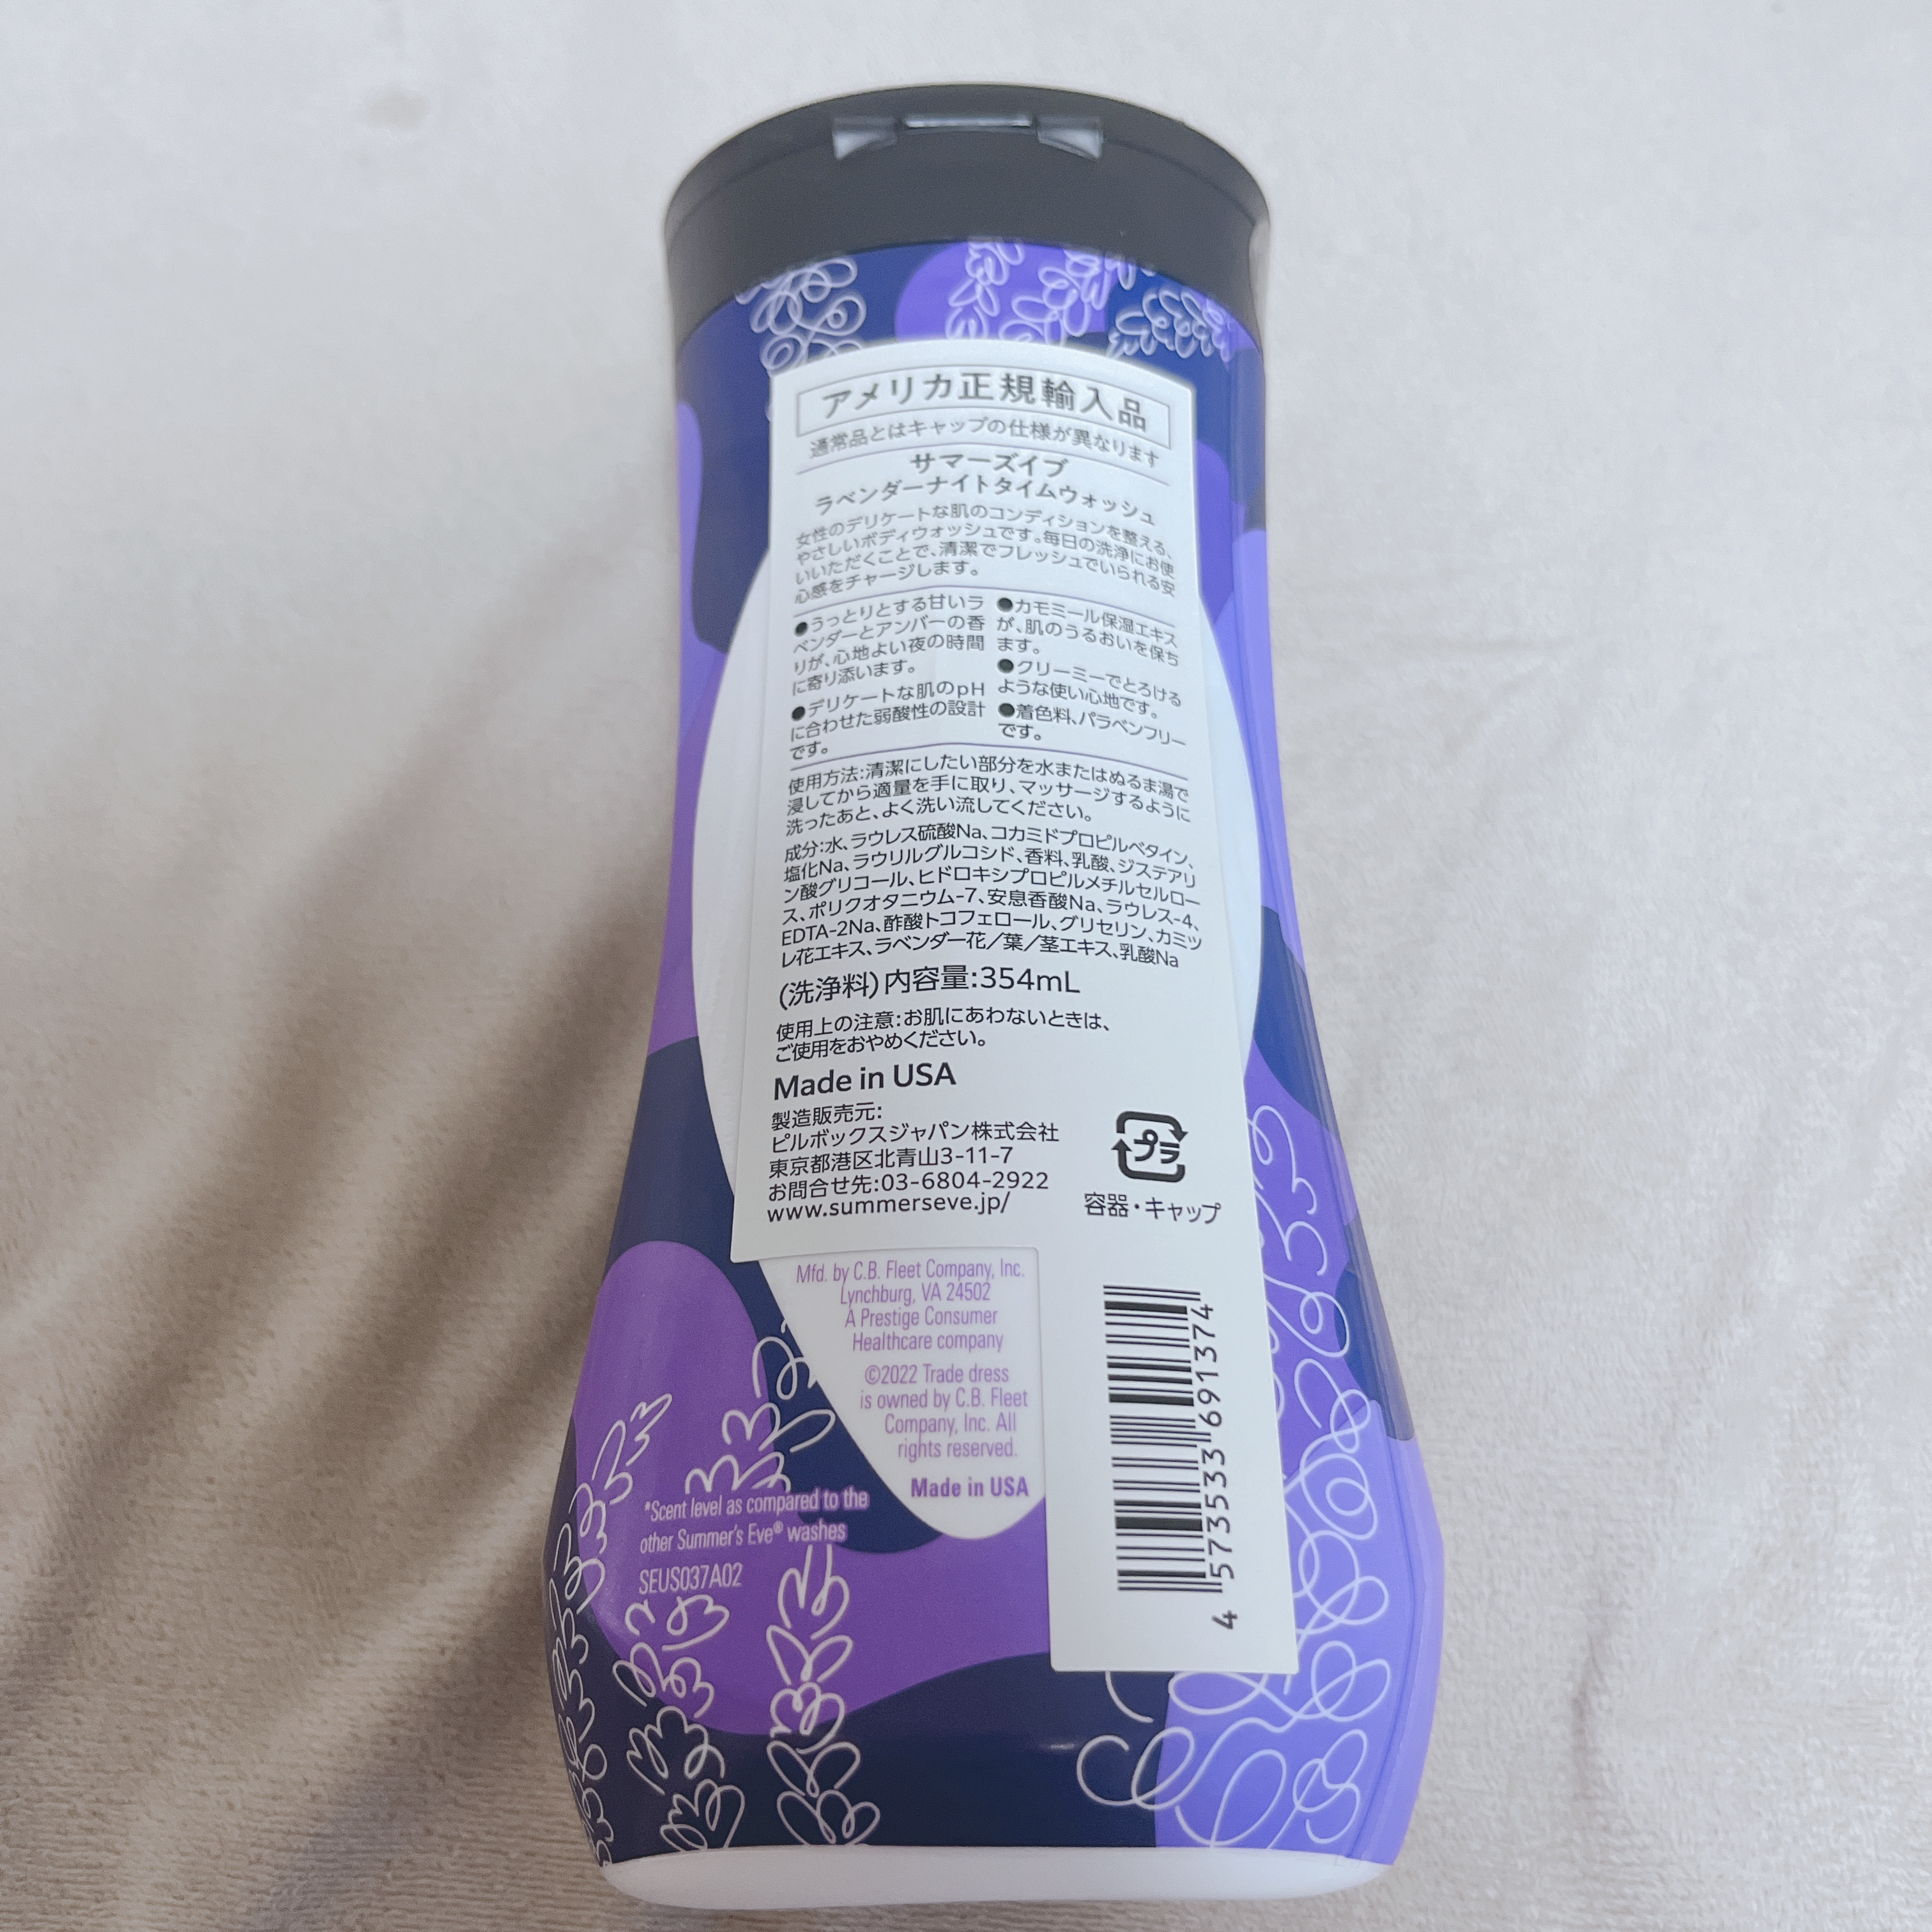 アメリカ正規輸入品
通常品とはキャップの仕様が異なります
サマーズイブ
ラベンダーナイトタイムウォッシュ
女性のデリケートな肌のコンディションを整える、
やさしいボディウォッシュです。毎日の洗浄にお使
いいただくことで、清潔でフレッシュでいられる安
心感をチャージします。
●うっとりとする甘いラ
ベンダーとアンバーの香
りが、心地よい夜の時間
に寄り添います。
●デリケートな肌のpH
に合わせた弱酸性の設計
です。
●カモミール保湿エキス
が、肌のうるおいを保ち
ます。
●クリーミーでとろける
ような使い心地です。
●着色料、パラベンフリー
です。
使用方法:清潔にしたい部分を水またはぬるま湯で
浸してから適量を手に取り、マッサージするように
洗ったあと、よく洗い流してください。
成分:水、ラウレス硫酸Na、コカミドプロピルベタイン、
塩化Na、ラウリルグルコシド、香料、乳酸、ジステアリ
ン酸グリコール、ヒドロキシプロピルメチルセルロー
ス、ポリクオタニウム-7、安息香酸Na、ラウレス-4、
EDTA-2Na、酢酸トコフェロール、グリセリン、カミツ
レ花エキス、ラベンダー花/葉/茎エキス、乳酸Na
(洗浄料)内容量:354mL
使用上の注意:お肌にあわないときは、
ご使用をおやめください。
Made in USA
製造販売元:
ピルボックスジャパン株式会社
東京都港区北青山3-11-7
お問合せ先:03-6804-2922
www.summerseve.jp/
プラ
容器・キャップ
Mfd. by C.B. Fleet Company, Inc.
Lynchburg, VA 24502
A Prestige Consumer
Healthcare company
©2022 Trade dress
is owned by C.B. Fleet
Company, Inc. All
rights reserved.
Made in USA
*Scent level as compared to the
other Summer's Eve® washes
SEUS037A02
4 573533 691374